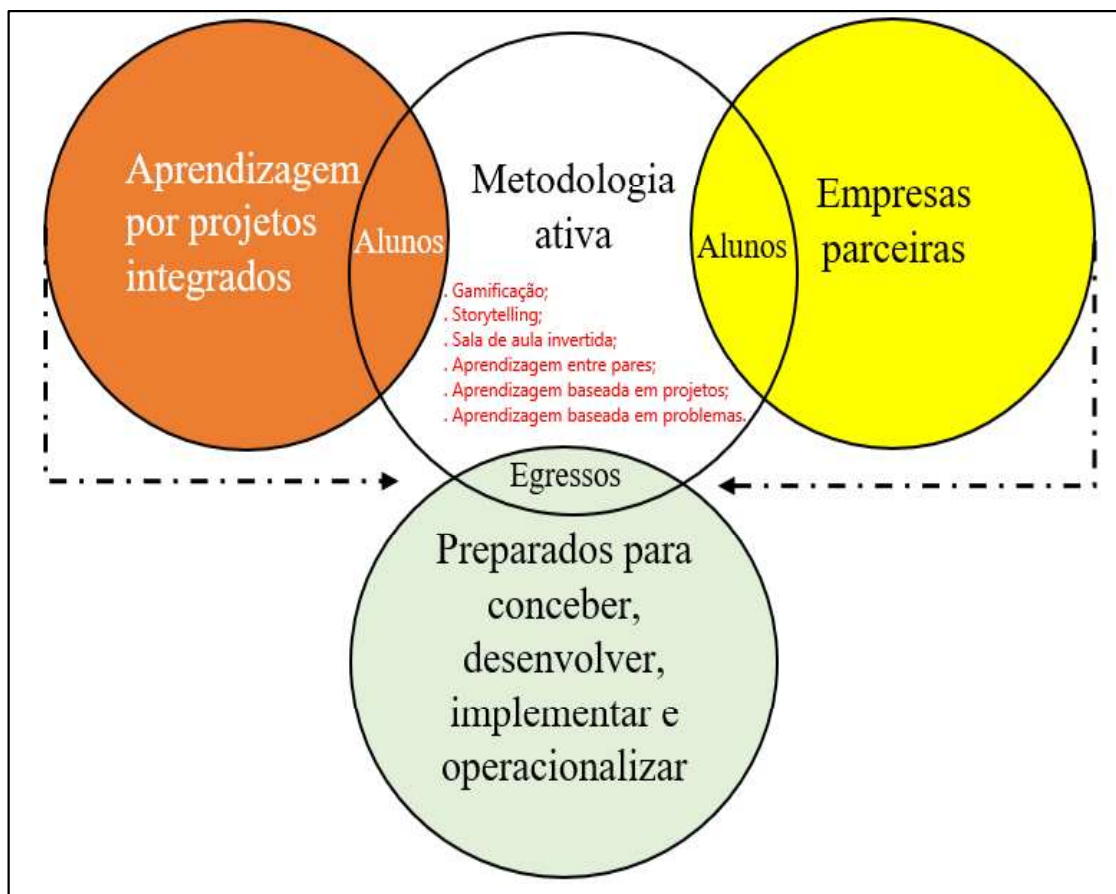 Aprendizagem
por projetos
integrados
Alunos
Metodologia
ativa
. Gamificação;
. Storytelling;
. Sala de aula invertida;
. Aprendizagem entre pares;
. Aprendizagem baseada em projetos;
. Aprendizagem baseada em problemas.
Alunos
Empresas
parceiras
Egressos
Preparados para
conceber,
desenvolver,
implementar e
operacionalizar